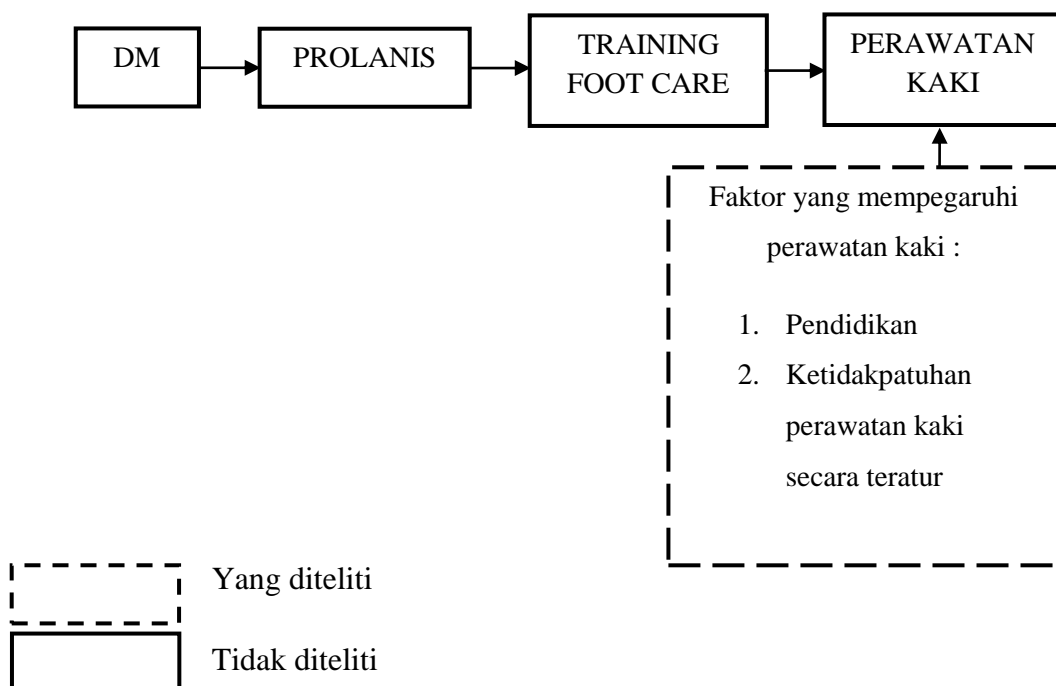 DM
PROLANIS
TRAINING
FOOT CARE
PERAWATAN
KAKI
Faktor yang mempegaruhi
perawatan kaki :
1. Pendidikan
2. Ketidakpatuhan
perawatan kaki
secara teratur
Yang diteliti
Tidak diteliti